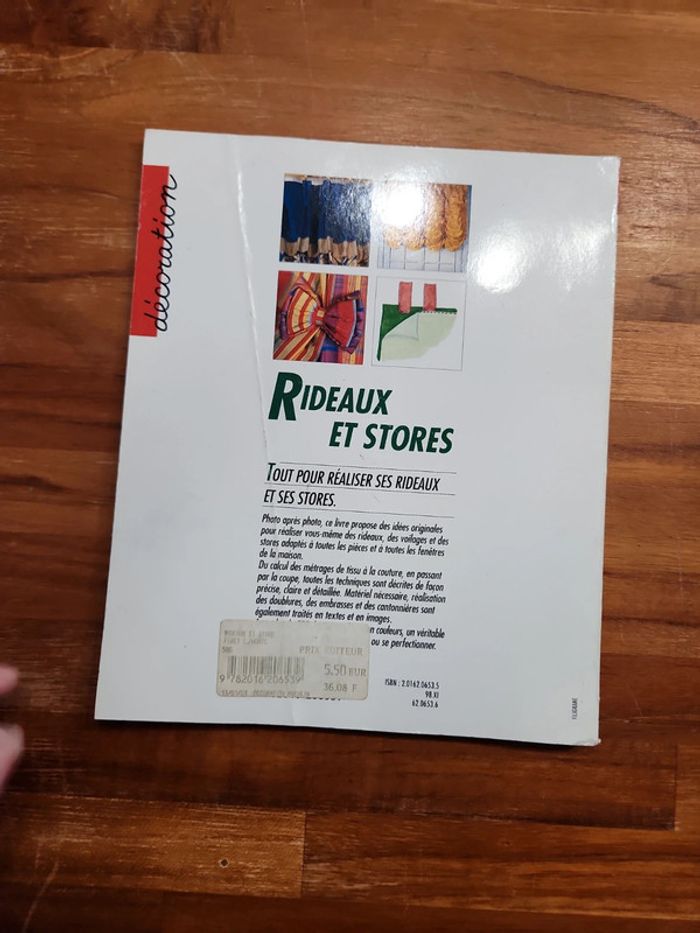 décoration
RIDEAUX
ET STORES
TOUT POUR RÉALISER SES RIDEAUX
ET SES STORES.
Photo après photo, ce livre propose des idées originales
pour réaliser vous-même des rideaux, des voilages et des
stores adaptés à toutes les pièces et à toutes les fenêtres
de la maison.
Du calcul des métrages de tissu à la couture, en passant
par la coupe, toutes les techniques sont décrites de façon
précise, claire et détaillée. Matériel nécessaire, réalisation
des doublures, des embrasses et des cantonnières sont
également traités en textes et en images.
n couleurs, un véritable
ou se perfectionner.
PRIX EDITEUR
5.50 EUR
36.08 F
9 782016 206539
ISBN : 2.0162.0653.5
98.XI
62.0653.6
FILIGRANE